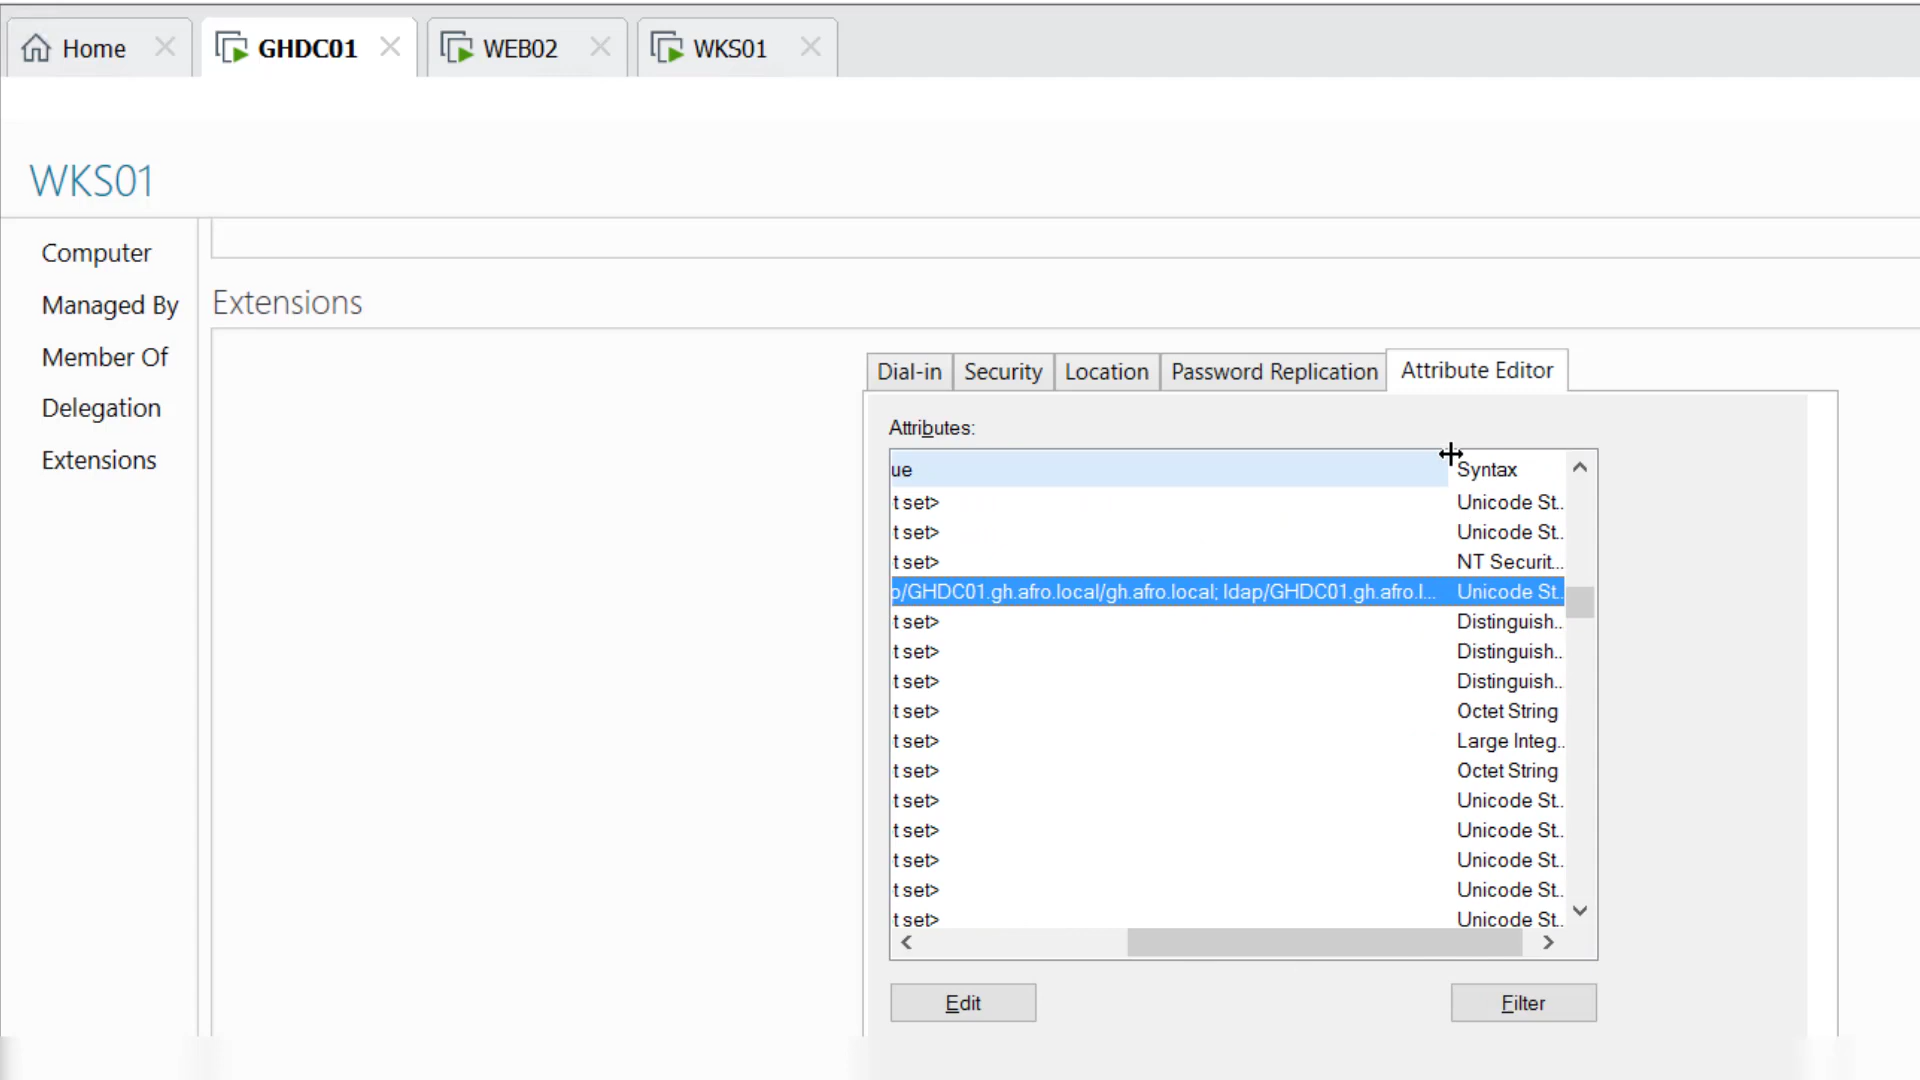 Home
GHDC01
WEB02
WKS01
WKS01
Computer
Managed By
Member Of
Delegation
Extensions
Extensions
Dial-in Security Location Password Replication Attribute Editor
Attributes:
ue Syntax
t set> Unicode St..
t set> Unicode St..
t set> NT Securit...
p/GHDC01.gh.afro.local/gh.afro.local; ldap/GHDC01.gh.afro.l... Unicode St..
t set> Distinguish..
t set> Distinguish..
t set> Distinguish..
t set> Octet String
t set> Large Integ..
t set> Octet String
t set> Unicode St..
t set> Unicode St..
t set> Unicode St..
t set> Unicode St..
t set> Unicode St..
Edit Filter